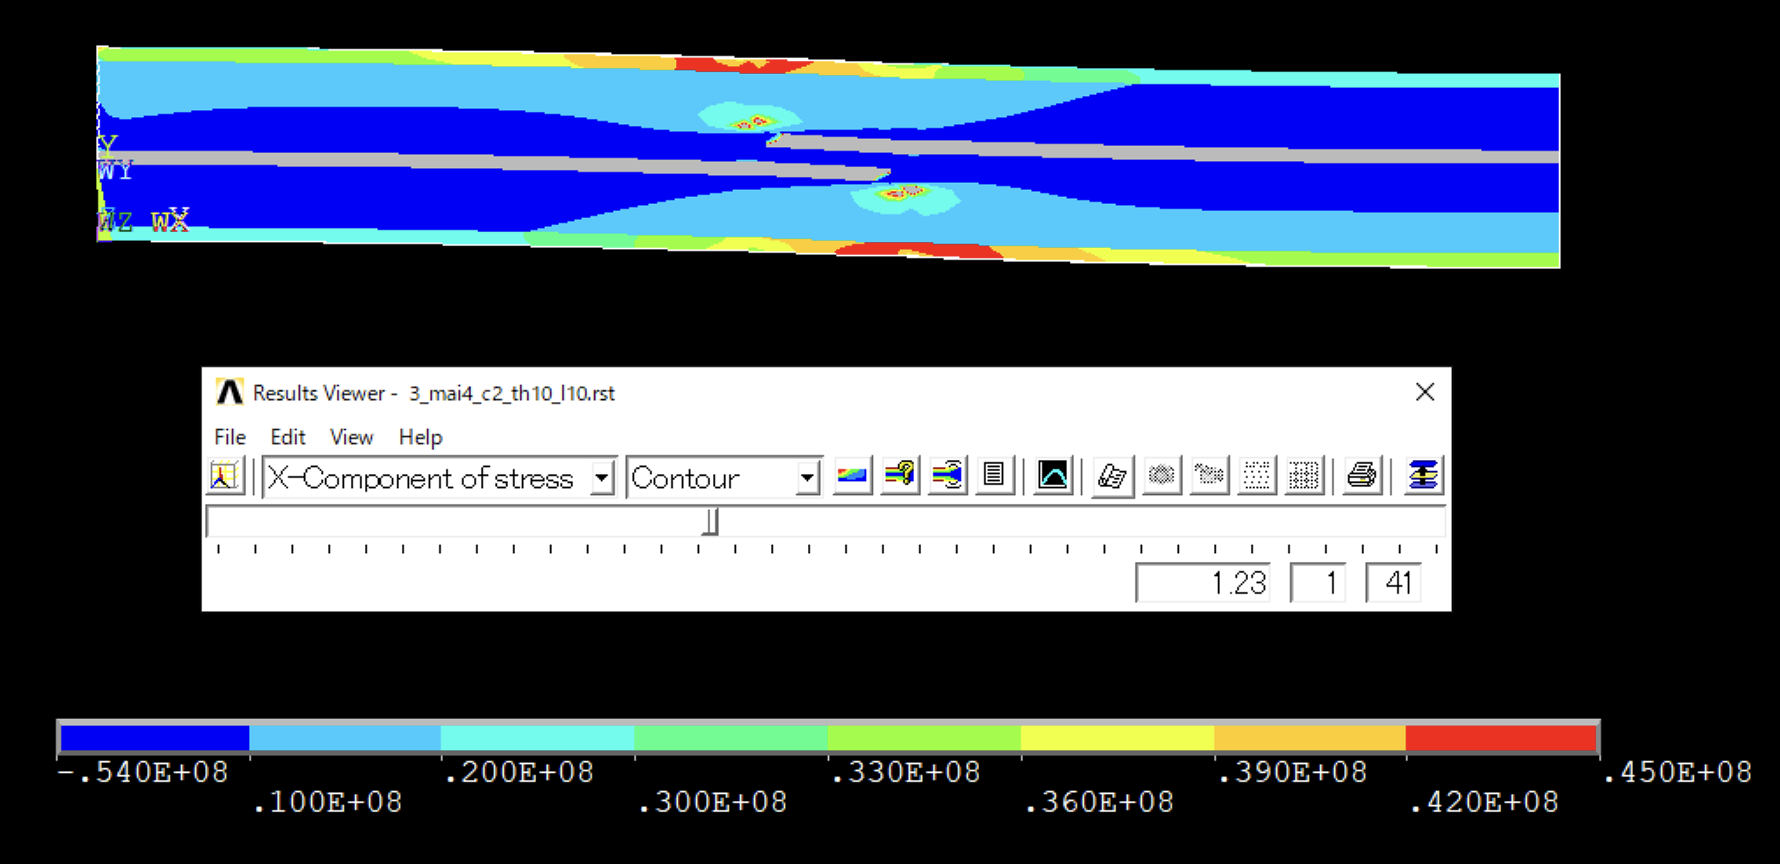 Y
WY
WZ WX
Results Viewer - 3_mai4_c2_th10_l10.rst
File Edit View Help
X-Component of stress Contour
1.23 1 41
-.540E+08 .200E+08 .330E+08 .390E+08 .450E+08
.100E+08 .300E+08 .360E+08 .420E+08